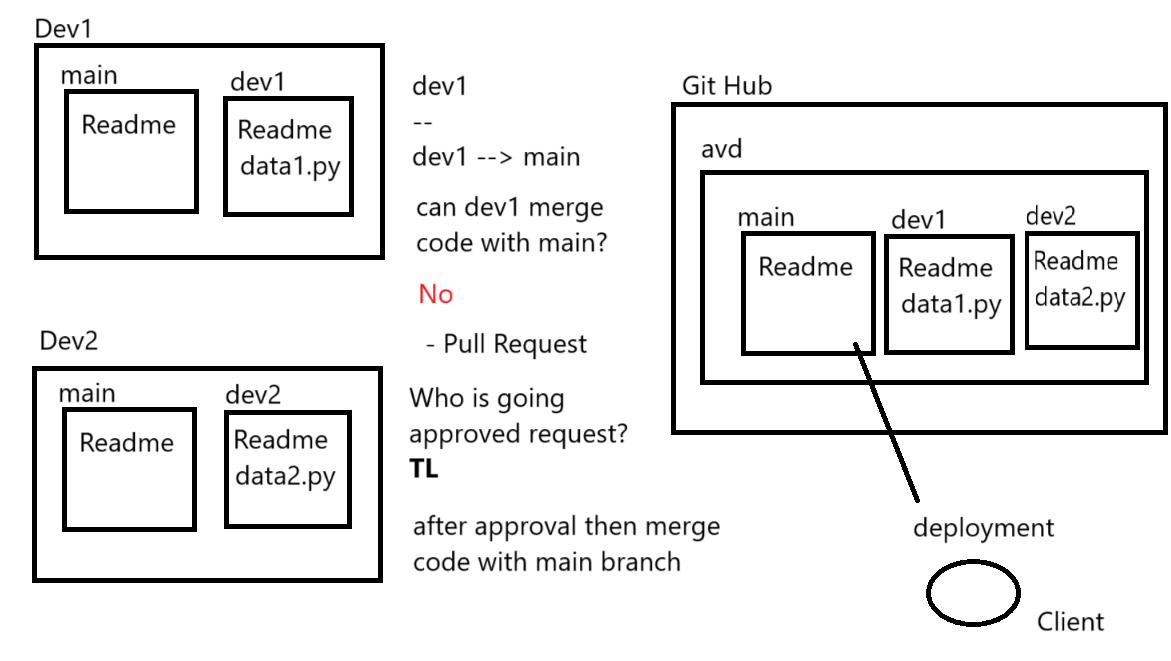 Dev1
main
dev1
Readme
Readme
data1.py
Dev2
main
dev2
Readme
Readme
data2.py
dev1
--
dev1 --> main
can dev1 merge
code with main?
No
- Pull Request
Who is going
approved request?
TL
after approval then merge
code with main branch
Git Hub
avd
main
dev1
dev2
Readme
Readme
data1.py
Readme
data2.py
deployment
Client